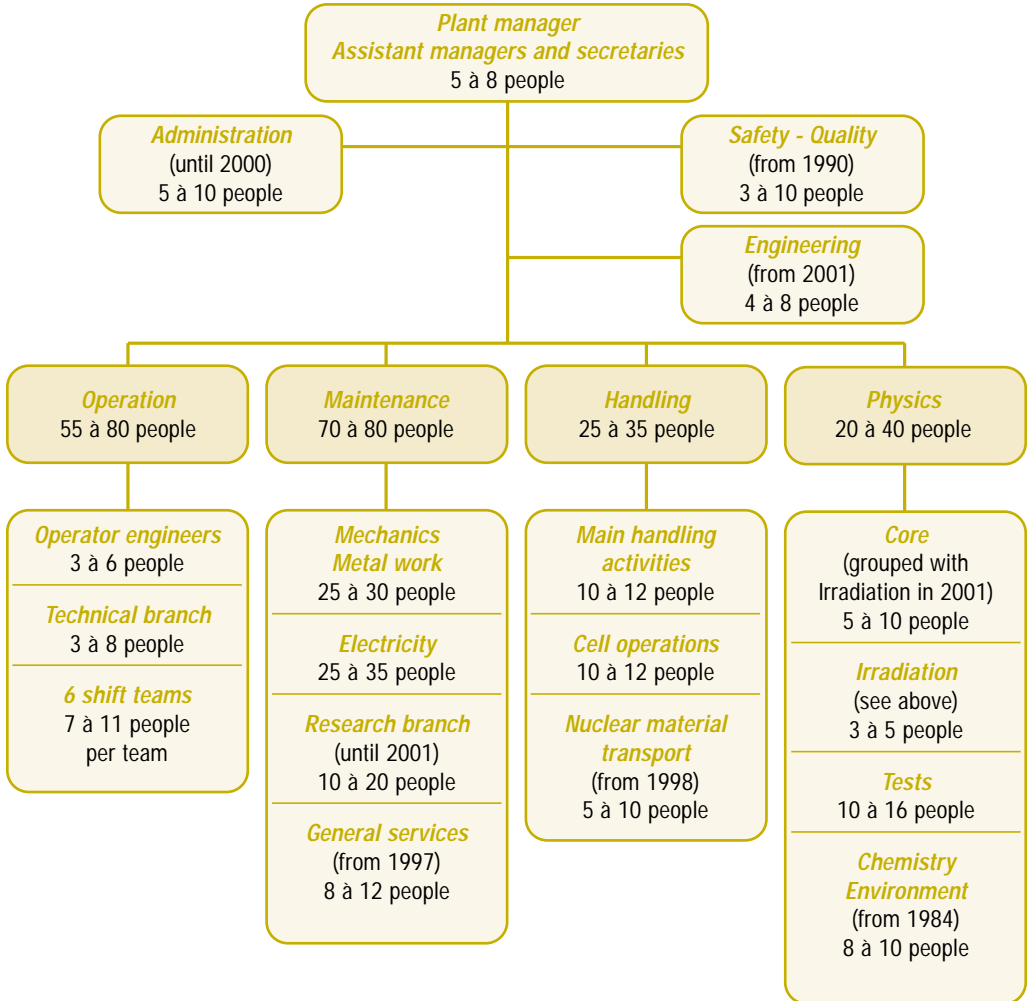 Plant manager
Assistant managers and secretaries
5 à 8 people
Administration
(until 2000)
5 à 10 people
Safety - Quality
(from 1990)
3 à 10 people
Engineering
(from 2001)
4 à 8 people
Operation
55 à 80 people
Maintenance
70 à 80 people
Handling
25 à 35 people
Physics
20 à 40 people
Operator engineers
3 à 6 people
Technical branch
3 à 8 people
6 shift teams
7 à 11 people
per team
Mechanics
Metal work
25 à 30 people
Electricity
25 à 35 people
Research branch
(until 2001)
10 à 20 people
General services
(from 1997)
8 à 12 people
Main handling
activities
10 à 12 people
Cell operations
10 à 12 people
Nuclear material
transport
(from 1998)
5 à 10 people
Core
(grouped with
Irradiation in 2001)
5 à 10 people
Irradiation
(see above)
3 à 5 people
Tests
10 à 16 people
Chemistry
Environment
(from 1984)
8 à 10 people